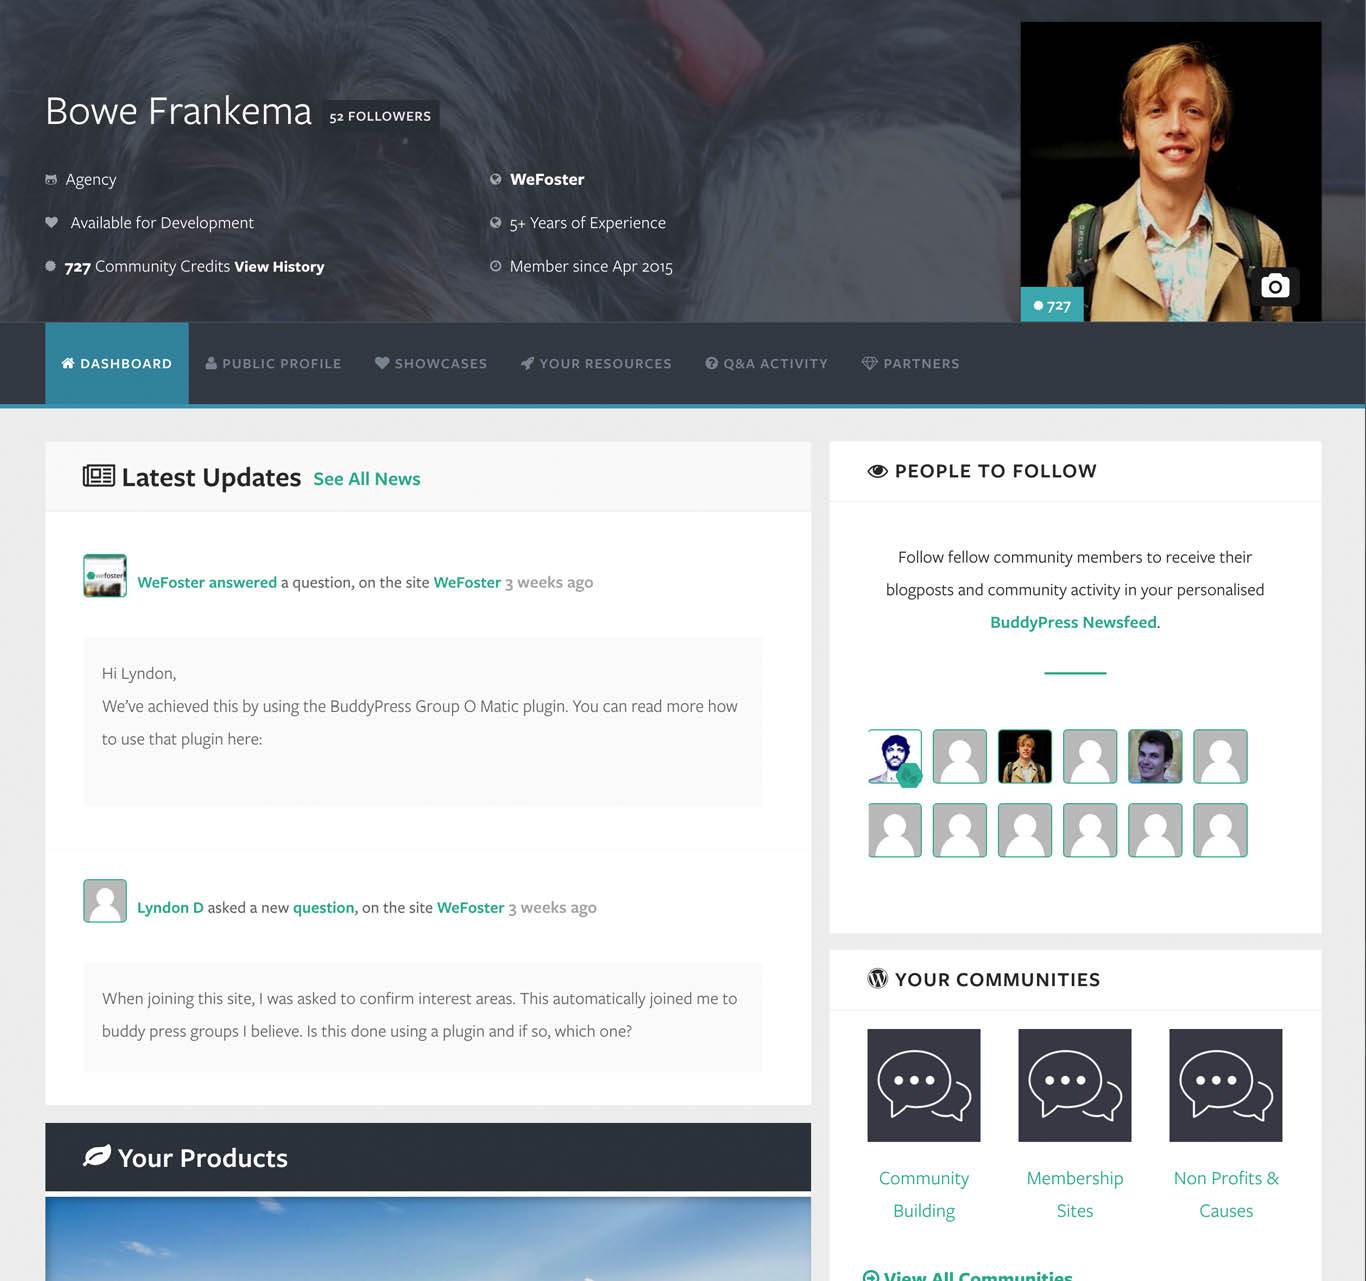 Bowe Frankema 52 FOLLOWERS
Agency
WeFoster
Available for Development
5+ Years of Experience
727 Community Credits View History
Member since Apr 2015
727
DASHBOARD PUBLIC PROFILE SHOWCASES YOUR RESOURCES Q&A ACTIVITY PARTNERS
Latest Updates See All News
wefoster
WeFoster answered a question, on the site WeFoster 3 weeks ago
Hi Lyndon,
We've achieved this by using the BuddyPress Group O Matic plugin. You can read more how
to use that plugin here:
Lyndon D asked a new question, on the site WeFoster 3 weeks ago
When joining this site, I was asked to confirm interest areas. This automatically joined me to
buddy press groups I believe. Is this done using a plugin and if so, which one?
Your Products
PEOPLE TO FOLLOW
Follow fellow community members to receive their
blogposts and community activity in your personalised
BuddyPress Newsfeed.
YOUR COMMUNITIES
Community
Building
Membership
Sites
Non Profits &
Causes
View All Communities